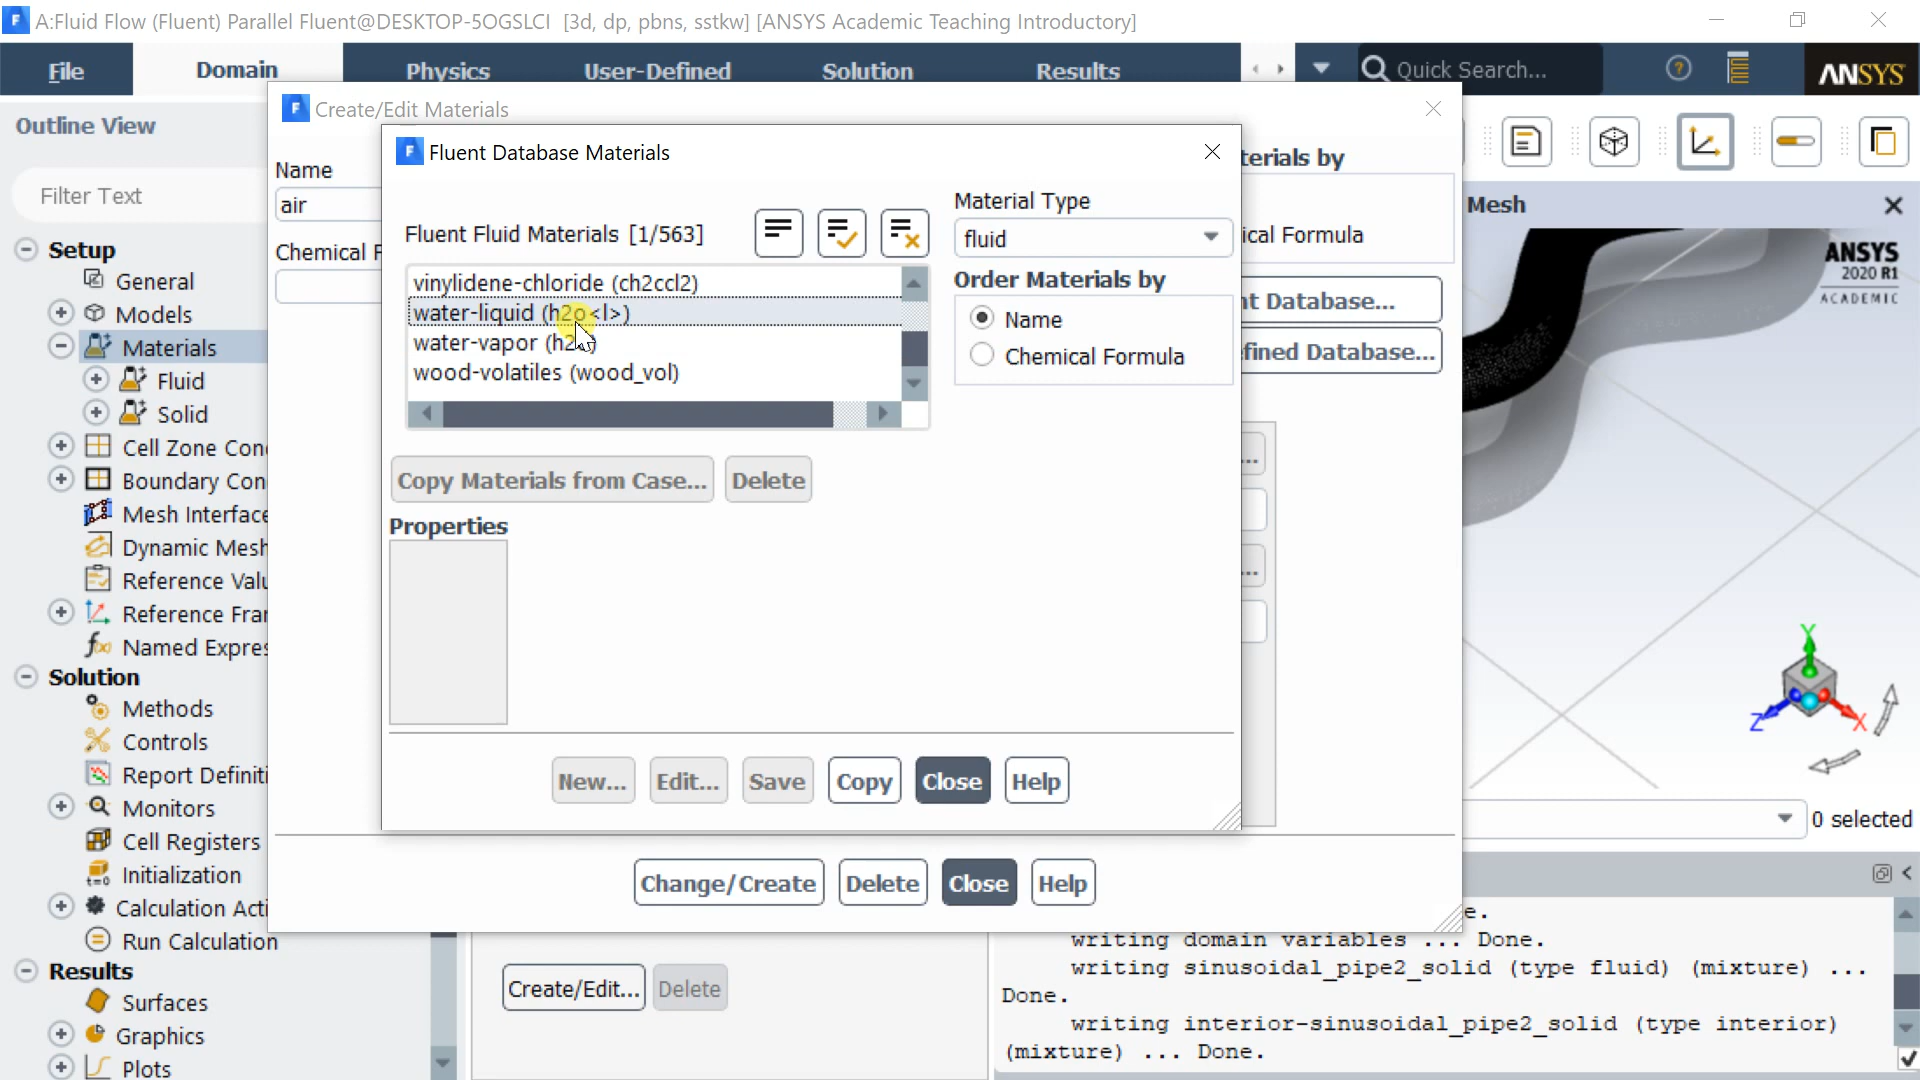 A:Fluid Flow (Fluent) Parallel Fluent@DESKTOP-5OGSLCI [3d, dp, pbns, sstkw] [ANSYS Academic Teaching Introductory]
File
Domain
Physics
User-Defined
Solution
Results
Quick Search...
ANSYS
Outline View
Filter Text
Setup
General
Models
Materials
Fluid
Solid
Cell Zone Con
Boundary Con
Mesh Interface
Dynamic Mesh
Reference Valu
Reference Frar
Named Expres
Solution
Methods
Controls
Report Definiti
Monitors
Cell Registers
Initialization
Calculation Acti
Run Calculation
Results
Surfaces
Graphics
Plots
Create/Edit Materials
Name
air
Chemical F
terials by
ical Formula
nt Database...
fined Database...
...
...
Change/Create
Delete
Close
Help
Fluent Database Materials
Fluent Fluid Materials [1/563]
vinylidene-chloride (ch2ccl2)
water-liquid (h2o<l>)
water-vapor (h2o)
wood-volatiles (wood_vol)
Copy Materials from Case...
Delete
Properties
Material Type
fluid
Order Materials by
Name
Chemical Formula
New...
Edit...
Save
Copy
Close
Help
Create/Edit...
Delete
Mesh
ANSYS
2020 R1
ACADEMIC
Y
Z
X
0 selected
e.
writing domain variables ... Done.
writing sinusoidal_pipe2_solid (type fluid) (mixture) ...
Done.
writing interior-sinusoidal_pipe2_solid (type interior)
(mixture) ... Done.